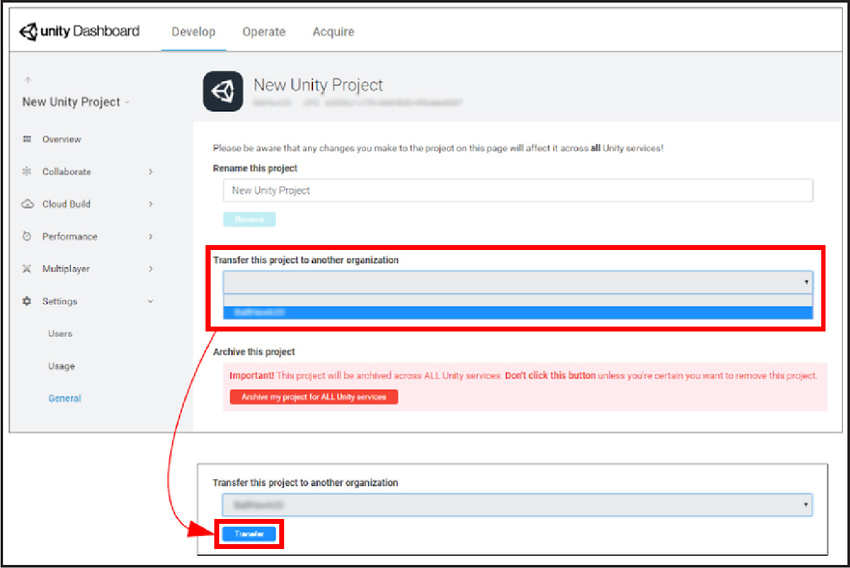 unity Dashboard
Develop
Operate
Acquire
New Unity Project
New Unity Project
Overview
Collaborate
Cloud Build
Performance
Multiplayer
Settings
Users
Usage
General
Please be aware that any changes you make to the project on this page will affect it across all Unity services!
Rename this project
New Unity Project
Rename
Transfer this project to another organization
Archive this project
Important! This project will be archived across ALL Unity services. Don't click this button unless you're certain you want to remove this project.
Archive my project for ALL Unity services
Transfer this project to another organization
Transfer